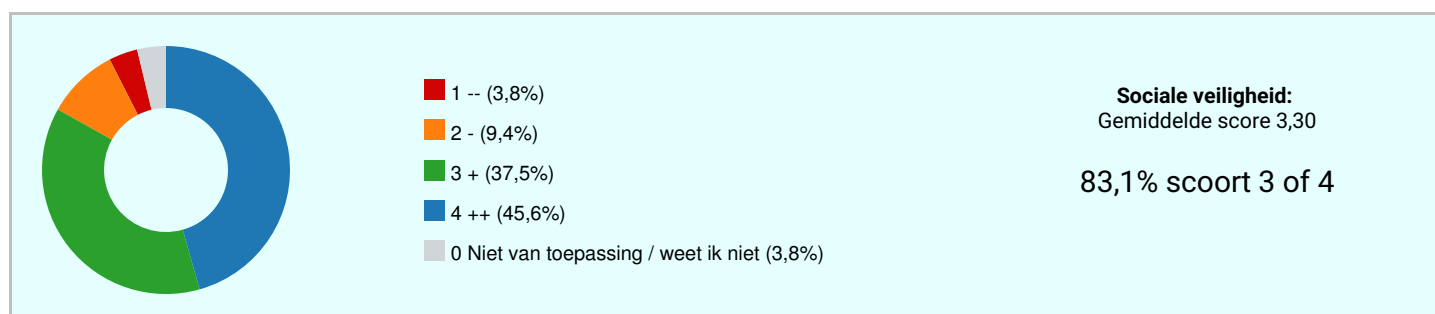 1 -- (3,8%)
2 - (9,4%)
3 + (37,5%)
4 ++ (45,6%)
0 Niet van toepassing / weet ik niet (3,8%)
Sociale veiligheid:
Gemiddelde score 3,30
83,1% scoort 3 of 4